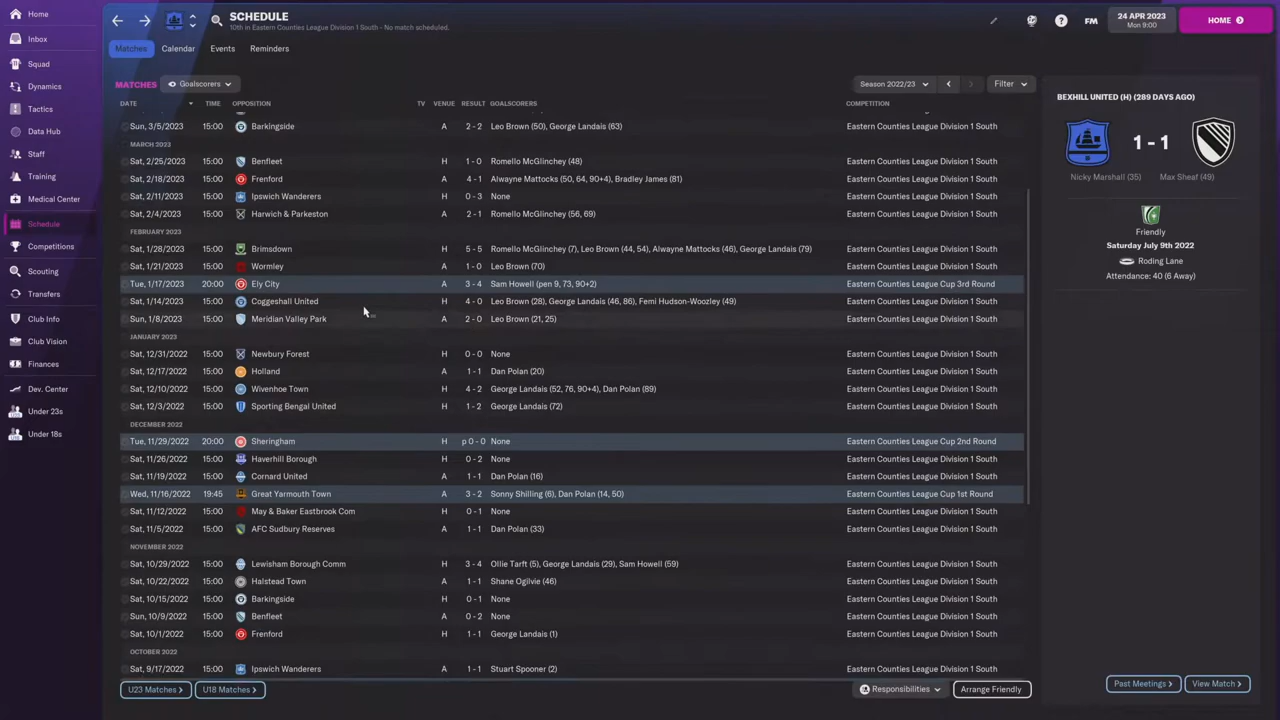 Home
SCHEDULE
10th in Eastern Counties League Division 1 South - No match scheduled.
FM
24 APR 2023
Mon 9:00
HOME
Inbox
Squad
Dynamics
Tactics
Data Hub
Staff
Training
Medical Center
Schedule
Competitions
Scouting
Transfers
Club Info
Club Vision
Finances
Dev. Center
Under 23s
Under 18s
Matches Calendar Events Reminders
MATCHES Goalscorers Season 2022/23 Filter
DATE TIME OPPOSITION TV VENUE RESULT GOALSCORERS COMPETITION
Sun, 3/5/2023 15:00 Barkingside A 2 - 2 Leo Brown (50), George Landais (63) Eastern Counties League Division 1 South
MARCH 2023
Sat, 2/25/2023 15:00 Benfleet H 1 - 0 Romello McGlinchey (48) Eastern Counties League Division 1 South
Sat, 2/18/2023 15:00 Frenford A 4 - 1 Alwayne Mattocks (50, 64, 90+4), Bradley James (81) Eastern Counties League Division 1 South
Sat, 2/11/2023 15:00 Ipswich Wanderers H 0 - 3 None Eastern Counties League Division 1 South
Sat, 2/4/2023 15:00 Harwich & Parkeston A 2 - 1 Romello McGlinchey (56, 69) Eastern Counties League Division 1 South
FEBRUARY 2023
Sat, 1/28/2023 15:00 Brimsdown H 5 - 5 Romello McGlinchey (7), Leo Brown (44, 54), Alwayne Mattocks (46), George Landais (79) Eastern Counties League Division 1 South
Sat, 1/21/2023 15:00 Wormley A 1 - 0 Leo Brown (70) Eastern Counties League Division 1 South
Tue, 1/17/2023 20:00 Ely City A 3 - 4 Sam Howell (pen 9, 73, 90+2) Eastern Counties League Cup 3rd Round
Sat, 1/14/2023 15:00 Coggeshall United H 4 - 0 Leo Brown (28), George Landais (46, 86), Femi Hudson-Woozley (49) Eastern Counties League Division 1 South
Sun, 1/8/2023 15:00 Meridian Valley Park A 2 - 0 Leo Brown (21, 25) Eastern Counties League Division 1 South
JANUARY 2023
Sat, 12/31/2022 15:00 Newbury Forest H 0 - 0 None Eastern Counties League Division 1 South
Sat, 12/17/2022 15:00 Holland A 1 - 1 Dan Polan (20) Eastern Counties League Division 1 South
Sat, 12/10/2022 15:00 Wivenhoe Town H 4 - 2 George Landais (52, 76, 90+4), Dan Polan (89) Eastern Counties League Division 1 South
Sat, 12/3/2022 15:00 Sporting Bengal United H 1 - 2 George Landais (72) Eastern Counties League Division 1 South
DECEMBER 2022
Tue, 11/29/2022 20:00 Sheringham H p 0 - 0 None Eastern Counties League Cup 2nd Round
Sat, 11/26/2022 15:00 Haverhill Borough H 0 - 2 None Eastern Counties League Division 1 South
Sat, 11/19/2022 15:00 Cornard United A 1 - 1 Dan Polan (16) Eastern Counties League Division 1 South
Wed, 11/16/2022 19:45 Great Yarmouth Town A 3 - 2 Sonny Shilling (6), Dan Polan (14, 50) Eastern Counties League Cup 1st Round
Sat, 11/12/2022 15:00 May & Baker Eastbrook Com H 0 - 1 None Eastern Counties League Division 1 South
Sat, 11/5/2022 15:00 AFC Sudbury Reserves A 1 - 1 Dan Polan (33) Eastern Counties League Division 1 South
NOVEMBER 2022
Sat, 10/29/2022 15:00 Lewisham Borough Comm H 3 - 4 Ollie Tarft (5), George Landais (29), Sam Howell (59) Eastern Counties League Division 1 South
Sat, 10/22/2022 15:00 Halstead Town A 1 - 1 Shane Ogilvie (46) Eastern Counties League Division 1 South
Sat, 10/15/2022 15:00 Barkingside H 0 - 1 None Eastern Counties League Division 1 South
Sun, 10/9/2022 15:00 Benfleet A 0 - 2 None Eastern Counties League Division 1 South
Sat, 10/1/2022 15:00 Frenford H 1 - 1 George Landais (1) Eastern Counties League Division 1 South
OCTOBER 2022
Sat, 9/17/2022 15:00 Ipswich Wanderers A 1 - 1 Stuart Spooner (2) Eastern Counties League Division 1 South
U23 Matches U18 Matches Responsibilities Arrange Friendly
BEXHILL UNITED (H) (289 DAYS AGO)
1 - 1
Nicky Marshall (35) Max Sheaf (49)
Friendly
Saturday July 9th 2022
Roding Lane
Attendance: 40 (6 Away)
Past Meetings View Match